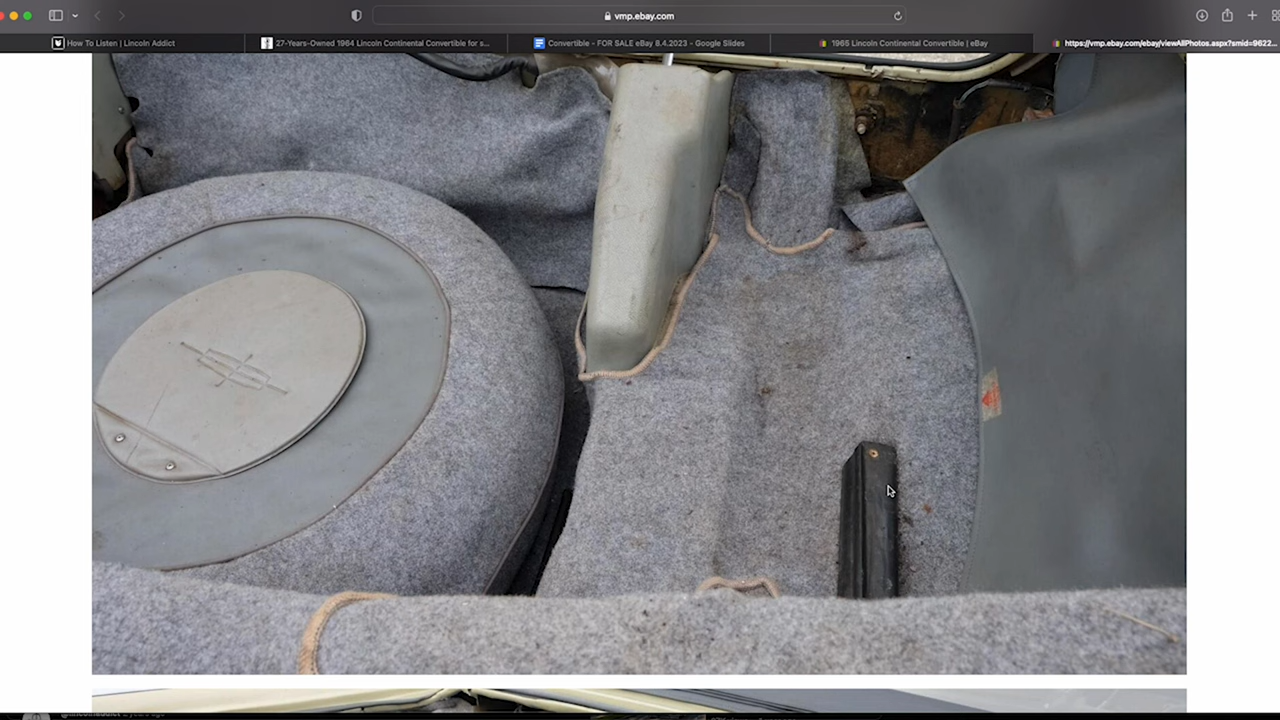 vmp.ebay.com
How To Listen | Lincoln Addict
27-Years-Owned 1964 Lincoln Continental Convertible for s...
Convertible - FOR SALE eBay 8.4.2023 - Google Slides
1965 Lincoln Continental Convertible | eBay
https://vmp.ebay.com/ebay/viewAllPhotos.aspx?smid=9622...